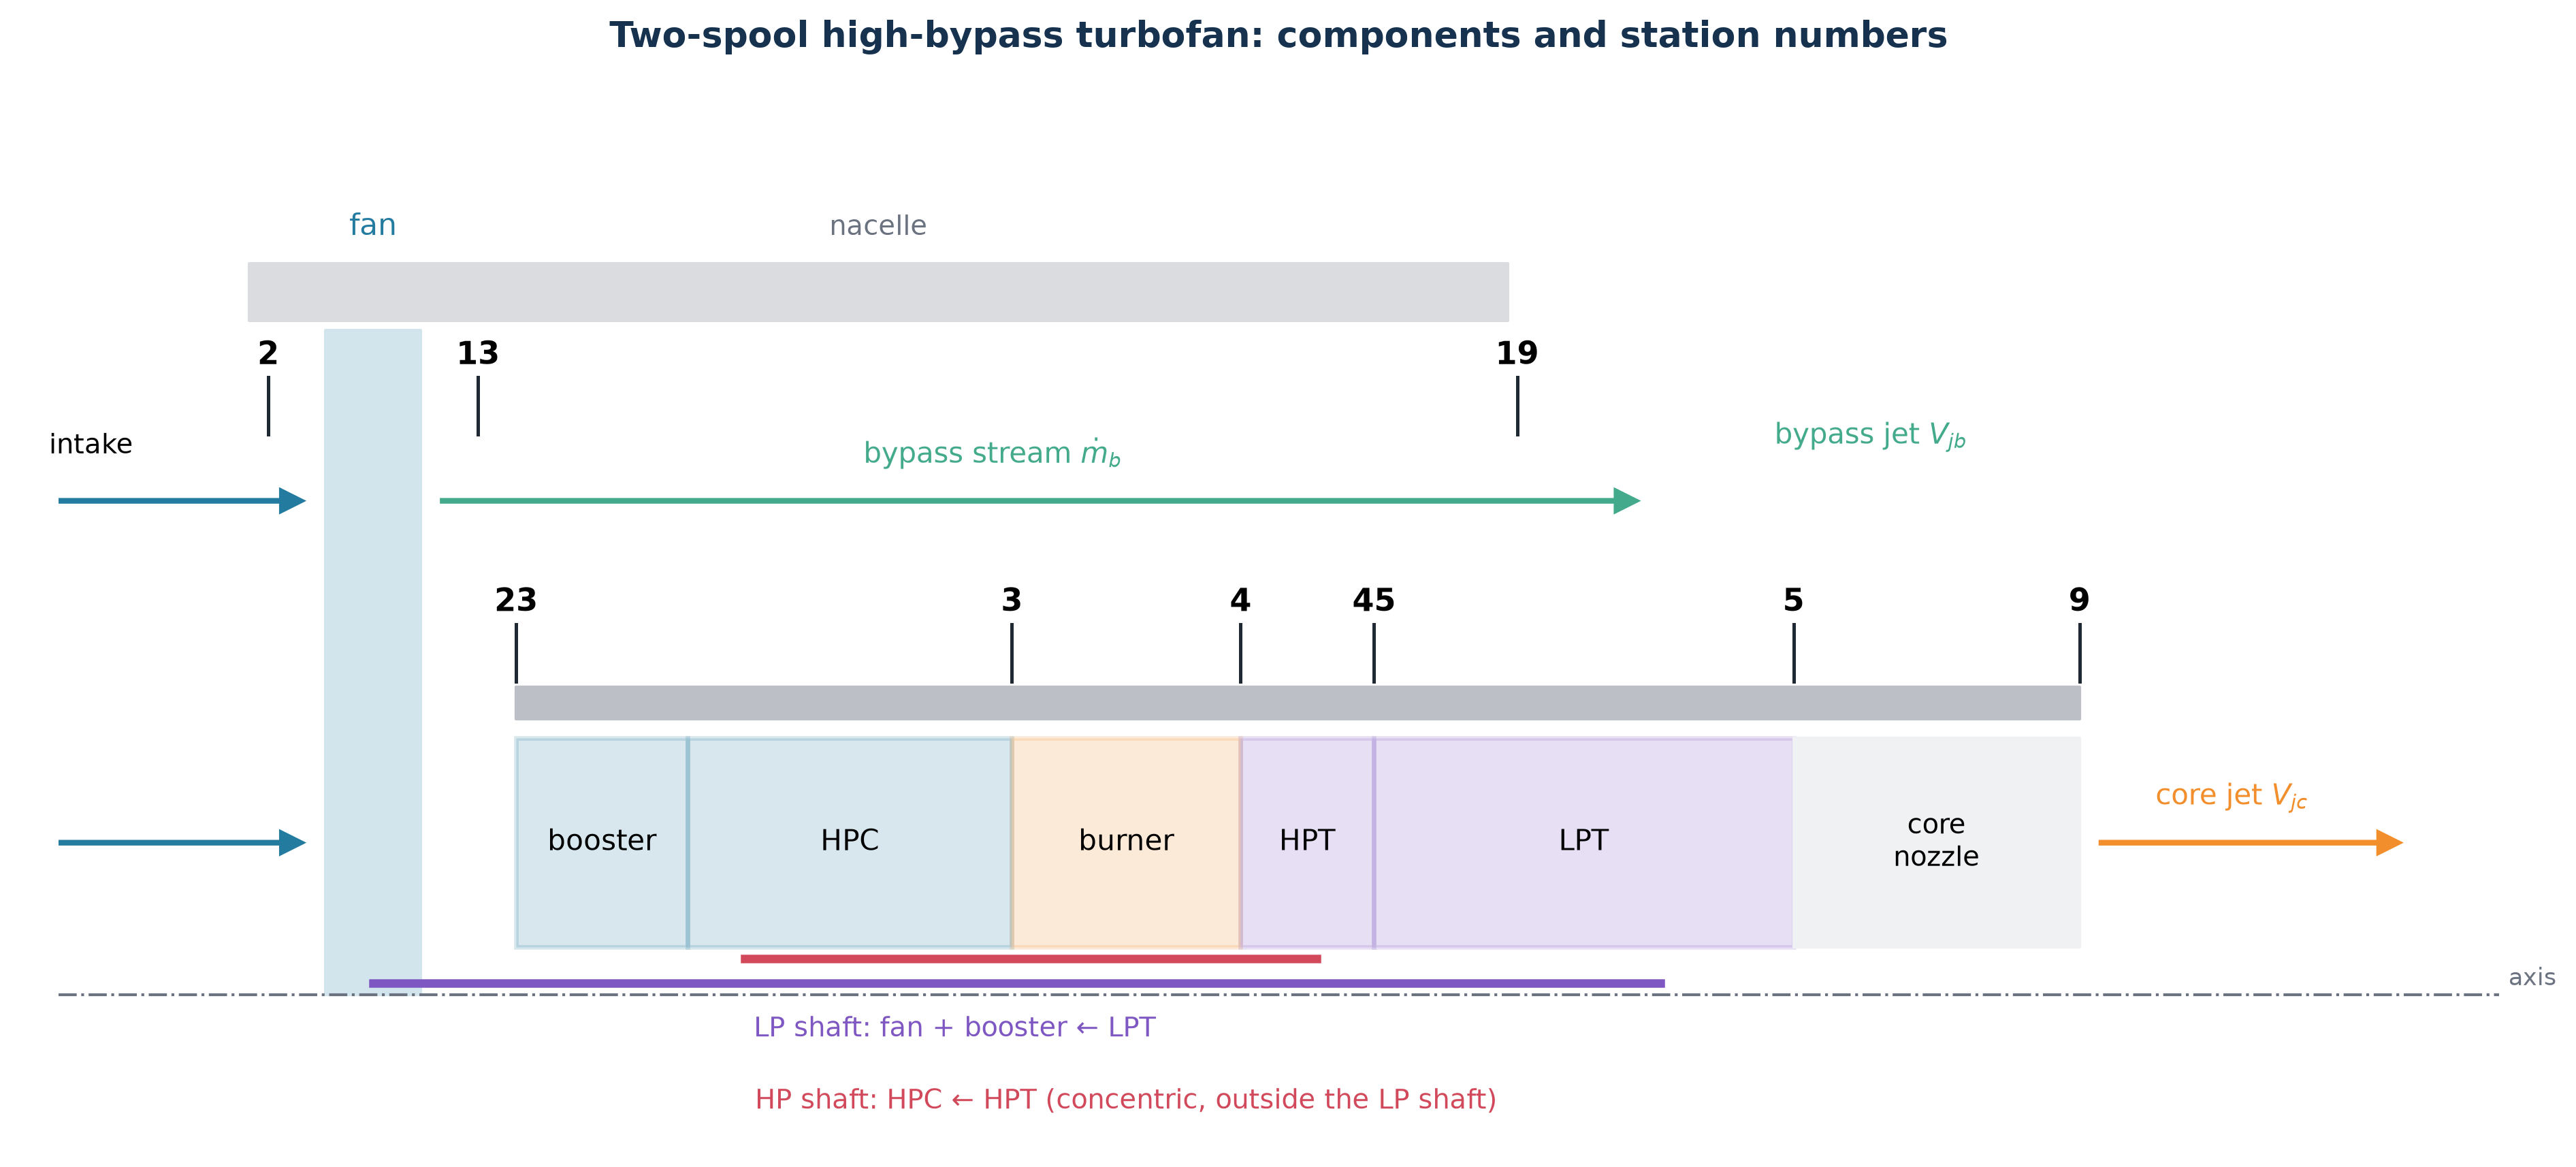 Two-spool high-bypass turbofan: components and station numbers
fan
nacelle
2
13
19
intake
bypass stream ṁ_b
bypass jet V_jb
23
3
4
45
5
9
booster
HPC
burner
HPT
LPT
core
nozzle
core jet V_jc
axis
LP shaft: fan + booster ← LPT
HP shaft: HPC ← HPT (concentric, outside the LP shaft)